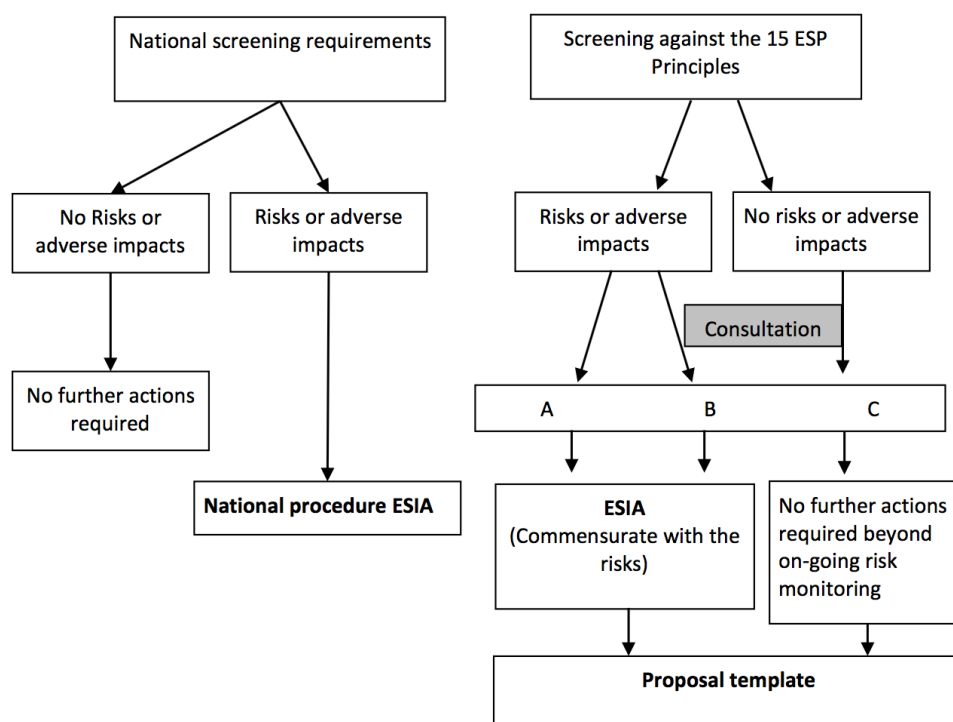 National screening requirements
Screening against the 15 ESP
Principles
No Risks or
adverse impacts
Risks or adverse
impacts
Risks or adverse
impacts
No risks or adverse
impacts
Consultation
No further actions
required
A
B
C
National procedure ESIA
ESIA
(Commensurate with the
risks)
No further actions
required beyond
on-going risk
monitoring
Proposal template